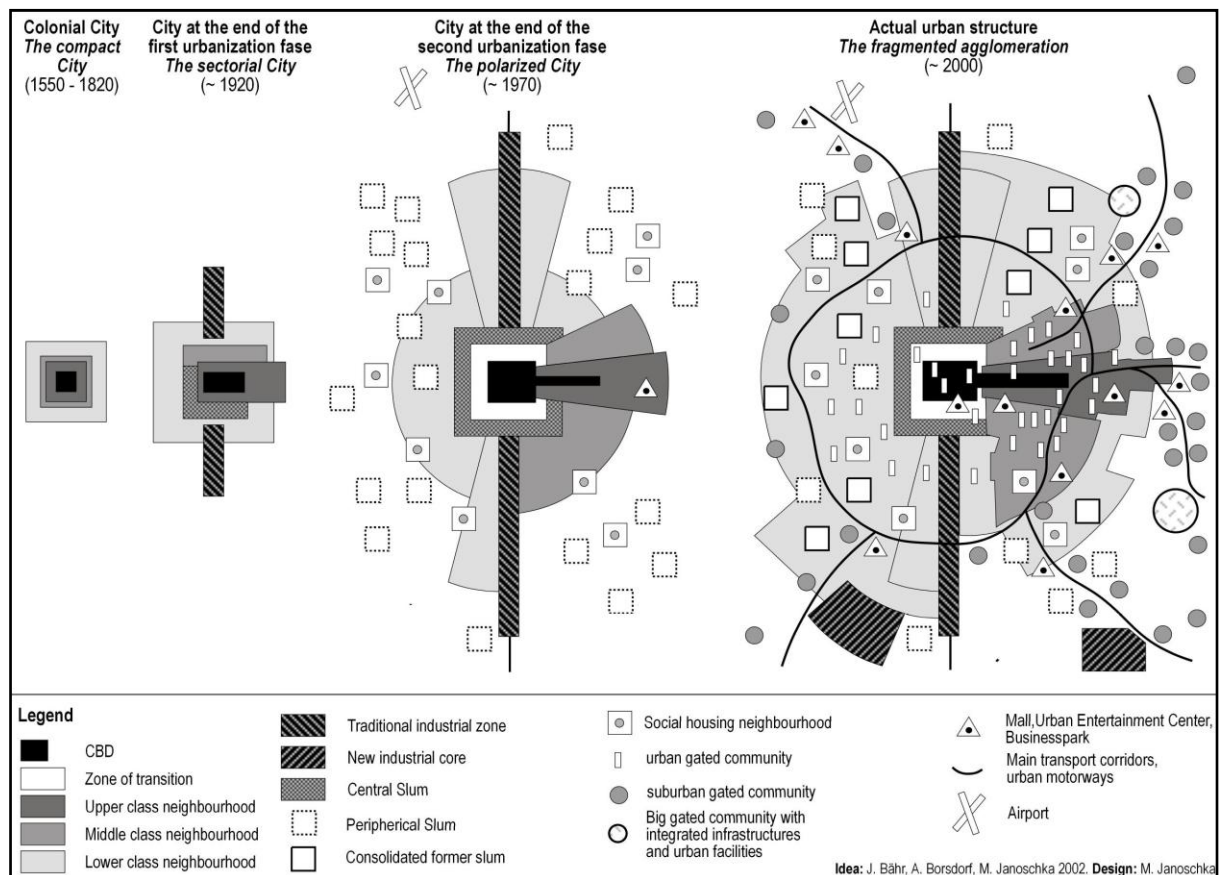 Colonial City
The compact
City
(1550 - 1820)
City at the end of the
first urbanization fase
The sectorial City
(~ 1920)
City at the end of the
second urbanization fase
The polarized City
(~ 1970)
Actual urban structure
The fragmented agglomeration
(~ 2000)
Legend
CBD
Zone of transition
Upper class neighbourhood
Middle class neighbourhood
Lower class neighbourhood
Traditional industrial zone
New industrial core
Central Slum
Peripherical Slum
Consolidated former slum
Social housing neighbourhood
urban gated community
suburban gated community
Big gated community with
integrated infrastructures
and urban facilities
Mall,Urban Entertainment Center,
Businesspark
Main transport corridors,
urban motorways
Airport
Idea: J. Bähr, A. Borsdorf, M. Janoschka 2002. Design: M. Janoschka